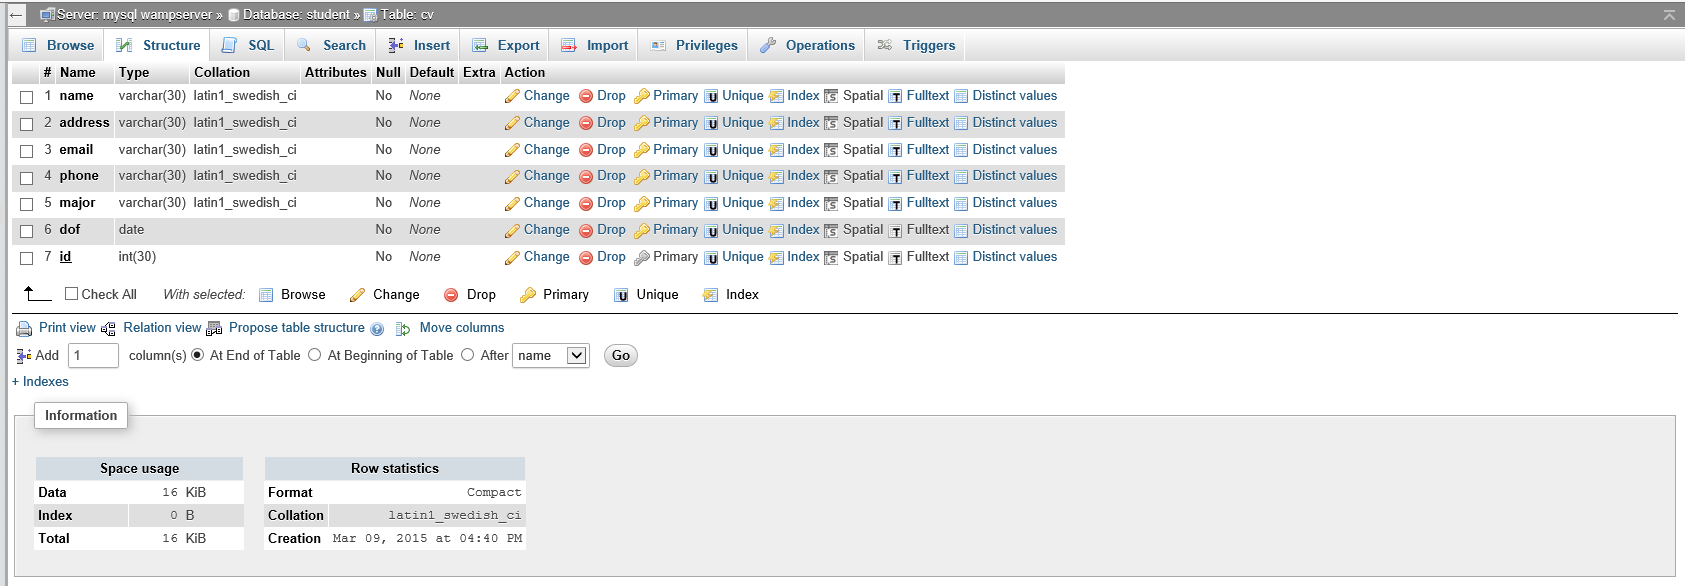 Server: mysql wampserver » Database: student » Table: cv
Browse Structure SQL Search Insert Export Import Privileges Operations Triggers
# Name Type Collation Attributes Null Default Extra Action
1 name varchar(30) latin1_swedish_ci No None Change Drop Primary Unique Index Spatial Fulltext Distinct values
2 address varchar(30) latin1_swedish_ci No None Change Drop Primary Unique Index Spatial Fulltext Distinct values
3 email varchar(30) latin1_swedish_ci No None Change Drop Primary Unique Index Spatial Fulltext Distinct values
4 phone varchar(30) latin1_swedish_ci No None Change Drop Primary Unique Index Spatial Fulltext Distinct values
5 major varchar(30) latin1_swedish_ci No None Change Drop Primary Unique Index Spatial Fulltext Distinct values
6 dof date No None Change Drop Primary Unique Index Spatial Fulltext Distinct values
7 id int(30) No None Change Drop Primary Unique Index Spatial Fulltext Distinct values
Check All With selected: Browse Change Drop Primary Unique Index
Print view Relation view Propose table structure Move columns
Add 1 column(s) At End of Table At Beginning of Table After name Go
+ Indexes
Information
Space usage Row statistics
Data 16 KiB Format Compact
Index 0 B Collation latin1_swedish_ci
Total 16 KiB Creation Mar 09, 2015 at 04:40 PM